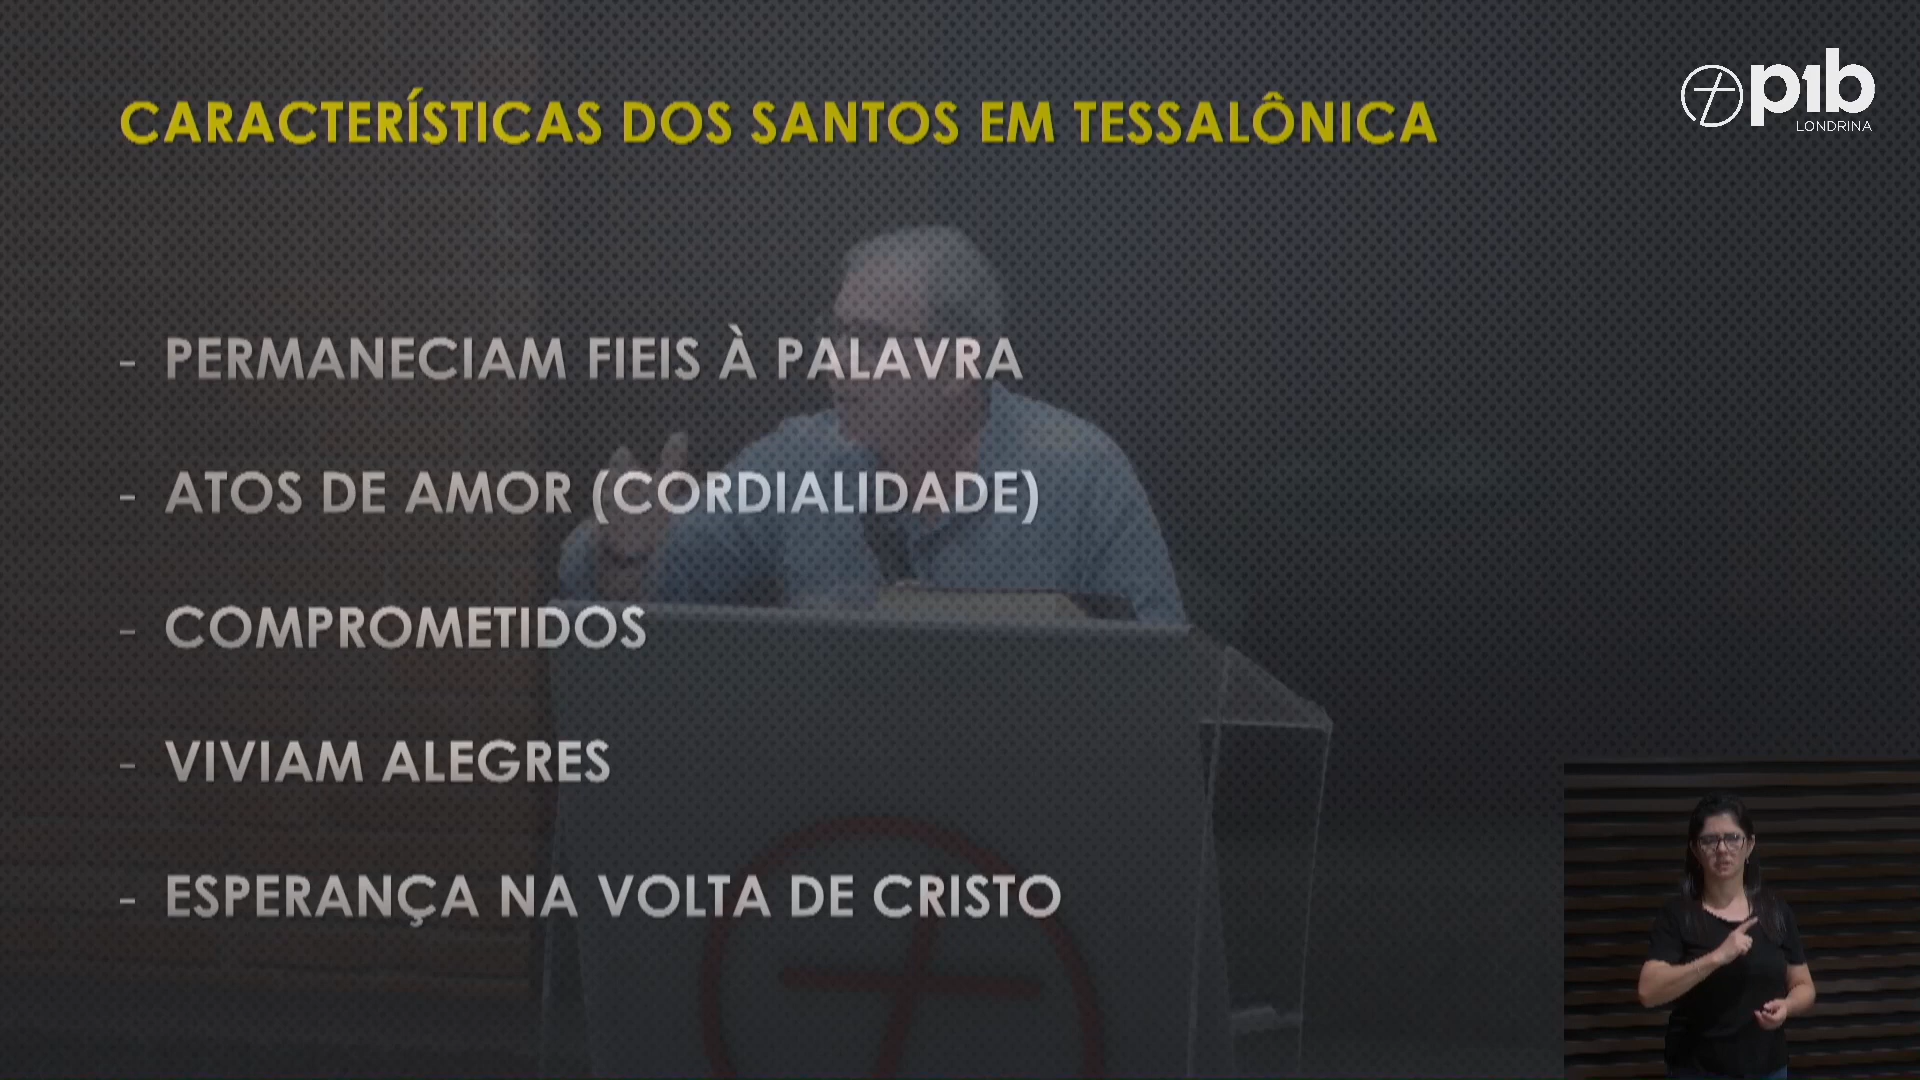 CARACTERÍSTICAS DOS SANTOS EM TESSALÔNICA
p1b
LONDRINA
- PERMANECIAM FIEIS À PALAVRA
- ATOS DE AMOR (CORDIALIDADE)
- COMPROMETIDOS
- VIVIAM ALEGRES
- ESPERANÇA NA VOLTA DE CRISTO